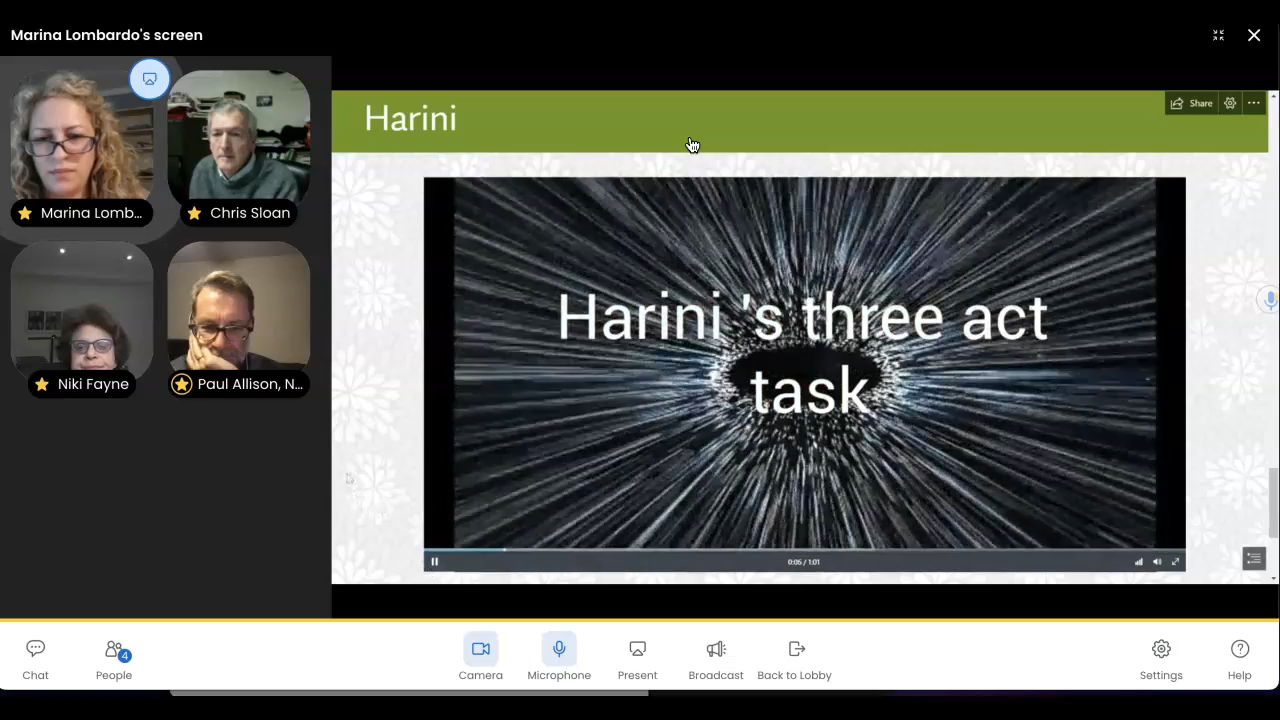 Marina Lombardo's screen
Marina Lomb...
Chris Sloan
Niki Fayne
Paul Allison, N...
Harini
Share
Harini 's three act
task
0:05 / 1:01
Chat
4
People
Camera
Microphone
Present
Broadcast
Back to Lobby
Settings
Help